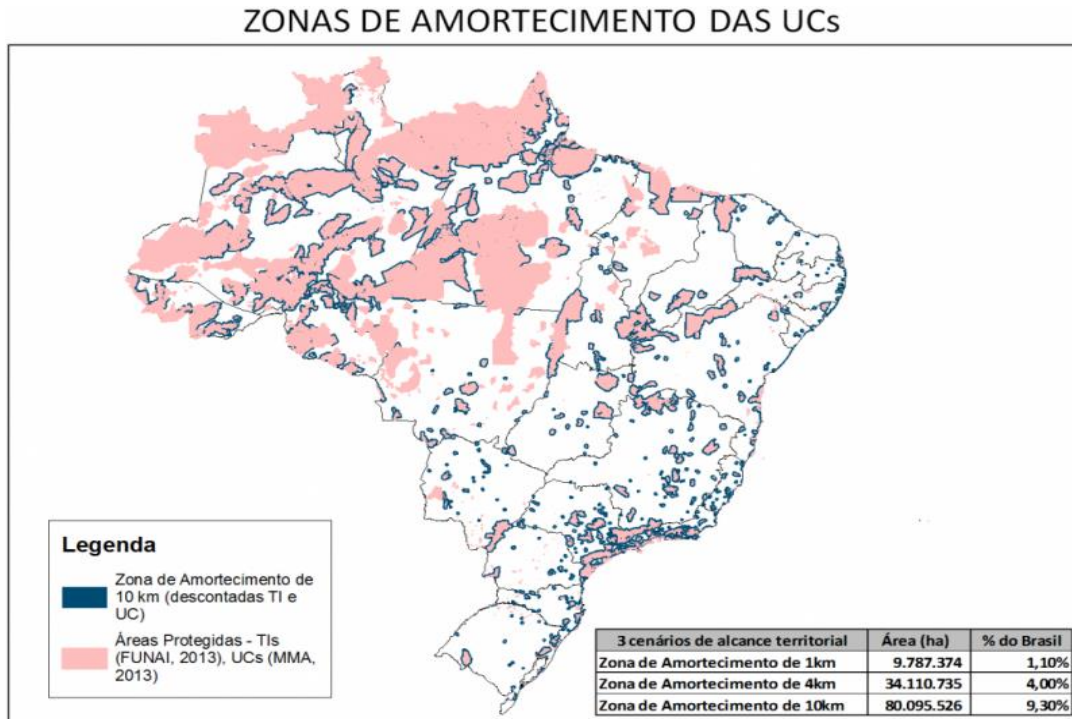 ZONAS DE AMORTECIMENTO DAS UCs
Legenda
Zona de Amortecimento de
10 km (descontadas TI e
UC)
Áreas Protegidas - TIs
(FUNAI, 2013), UCs (MMA,
2013)
3 cenários de alcance territorial Área (ha) % do Brasil
Zona de Amortecimento de 1km 9.787.374 1,10%
Zona de Amortecimento de 4km 34.110.735 4,00%
Zona de Amortecimento de 10km 80.095.526 9,30%